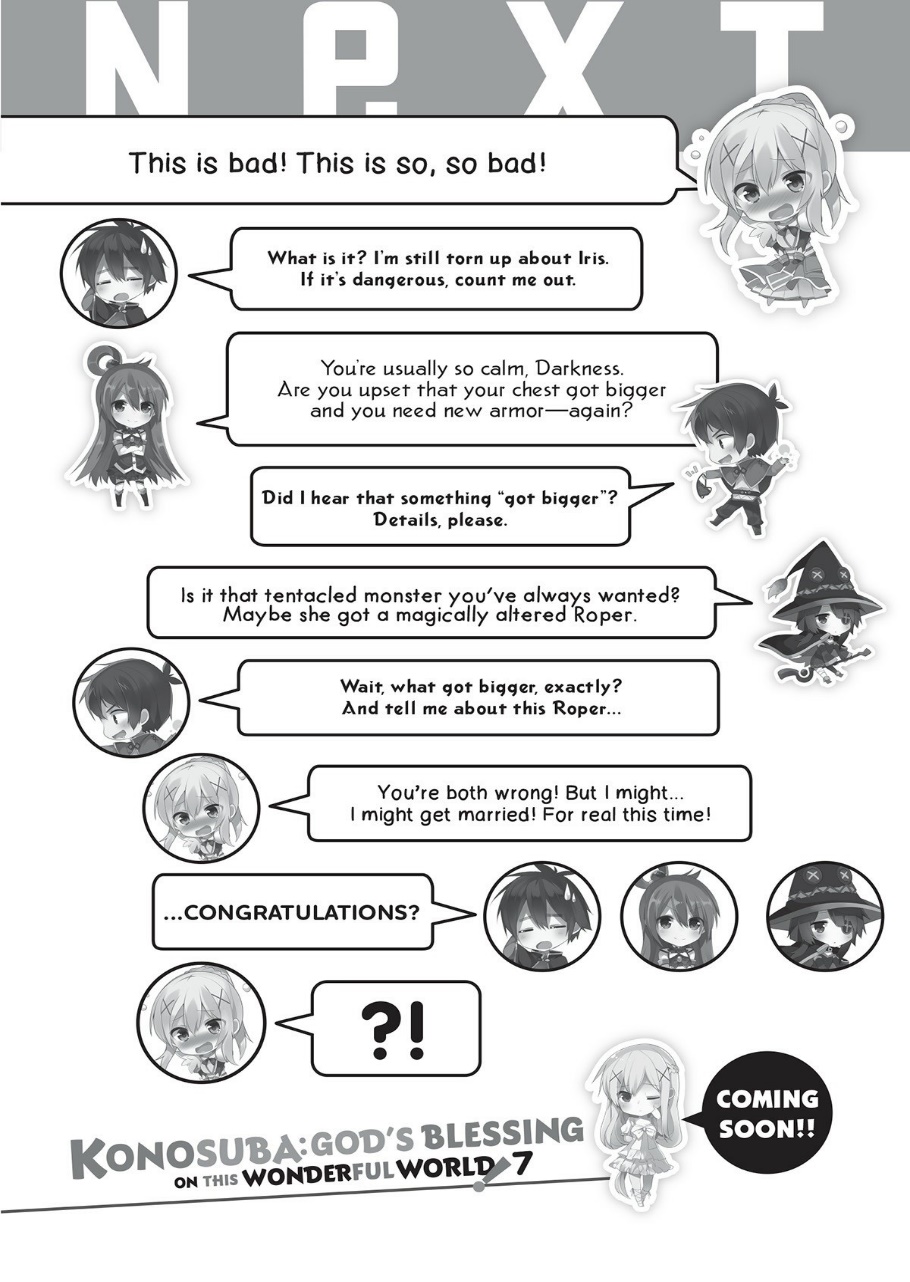 NeXT
This is bad! This is so, so bad!
What is it? I'm still torn up about Iris.
If it's dangerous, count me out.
You're usually so calm, Darkness.
Are you upset that your chest got bigger
and you need new armor—again?
Did I hear that something "got bigger"?
Details, please.
Is it that tentacled monster you've always wanted?
Maybe she got a magically altered Roper.
Wait, what got bigger, exactly?
And tell me about this Roper...
You're both wrong! But I might...
I might get married! For real this time!
...CONGRATULATIONS?
?!
COMING
SOON!!
KONOSUBA: GOD'S BLESSING
ON THIS WONDERFUL WORLD! 7